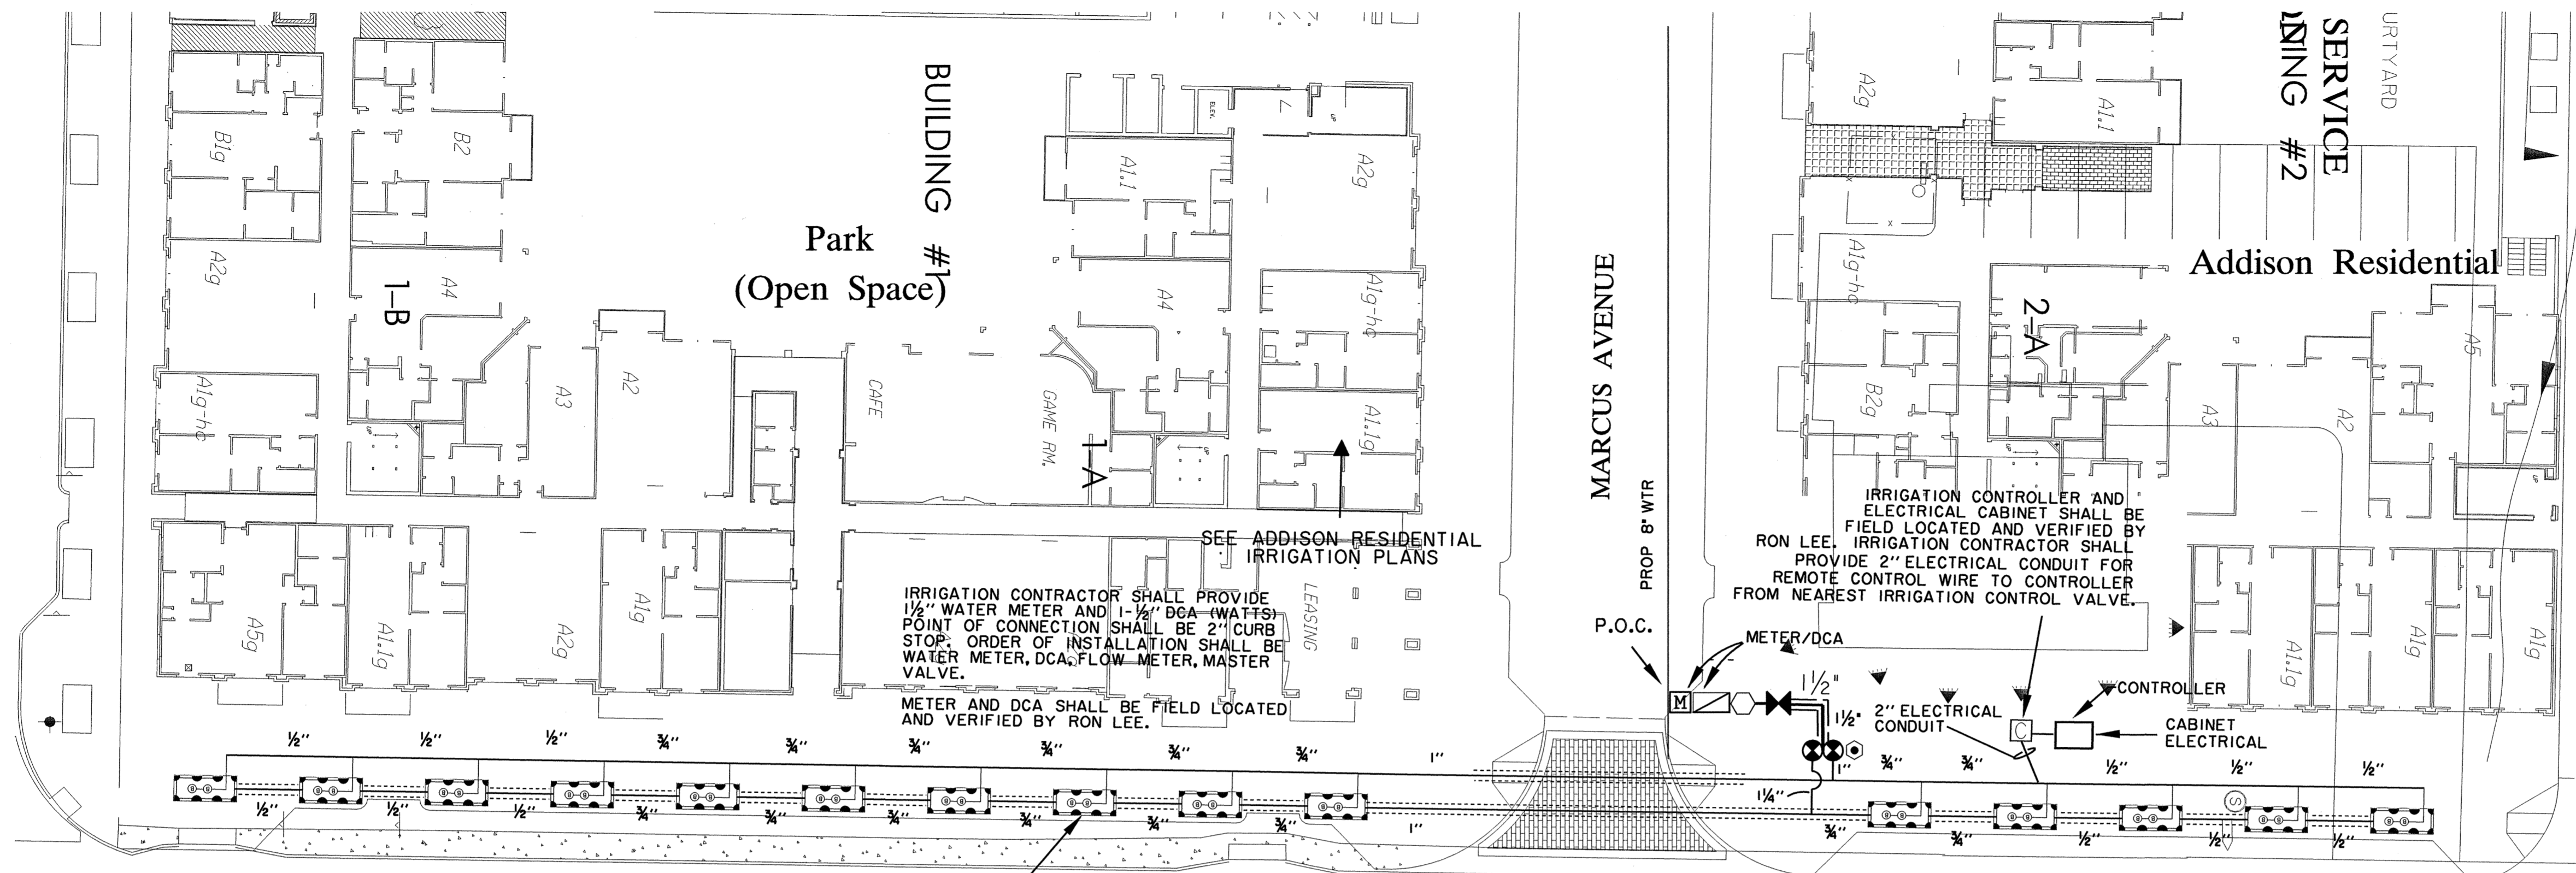 BUILDING #1
SERVICE
#2
URTYARD
B1g
B2
A2g
A4
1-B
A1g-hc
A3
A2
A5g
A1.1g
A2g
A1g
Park
(Open Space)
CAFE
GAME RM.
1-A
A1.1
ELEV.
UP
A2g
A4
A1g-hc
A1.1g
LEASING
SEE ADDISON RESIDENTIAL
IRRIGATION PLANS
IRRIGATION CONTRACTOR SHALL PROVIDE
1½" WATER METER AND 1-½" DCA (WATTS)
POINT OF CONNECTION SHALL BE 2" CURB
STOP. ORDER OF INSTALLATION SHALL BE
WATER METER, DCA, FLOW METER, MASTER
VALVE.
METER AND DCA SHALL BE FIELD LOCATED
AND VERIFIED BY RON LEE.
MARCUS AVENUE
PROP 8" WTR
P.O.C.
METER/DCA
M
1½"
1½"
1"
1¼"
A2g
A1.1
A1g-hc
B2g
2-A
Addison Residential
A3
A2
A5
A1.1g
A1g
A1g
IRRIGATION CONTROLLER AND
ELECTRICAL CABINET SHALL BE
FIELD LOCATED AND VERIFIED BY
RON LEE. IRRIGATION CONTRACTOR SHALL
PROVIDE 2" ELECTRICAL CONDUIT FOR
REMOTE CONTROL WIRE TO CONTROLLER
FROM NEAREST IRRIGATION CONTROL VALVE.
2" ELECTRICAL
CONDUIT
C
CONTROLLER
CABINET
ELECTRICAL
S
½" ½" ½" ¾" ¾" ¾" ¾" ¾" ¾" 1" ¾" ¾" ½" ½" ½"
½" ½" ½" ¾" ¾" ¾" ¾" ¾" ¾" 1" ¾" ¾" ½" ½" ½"